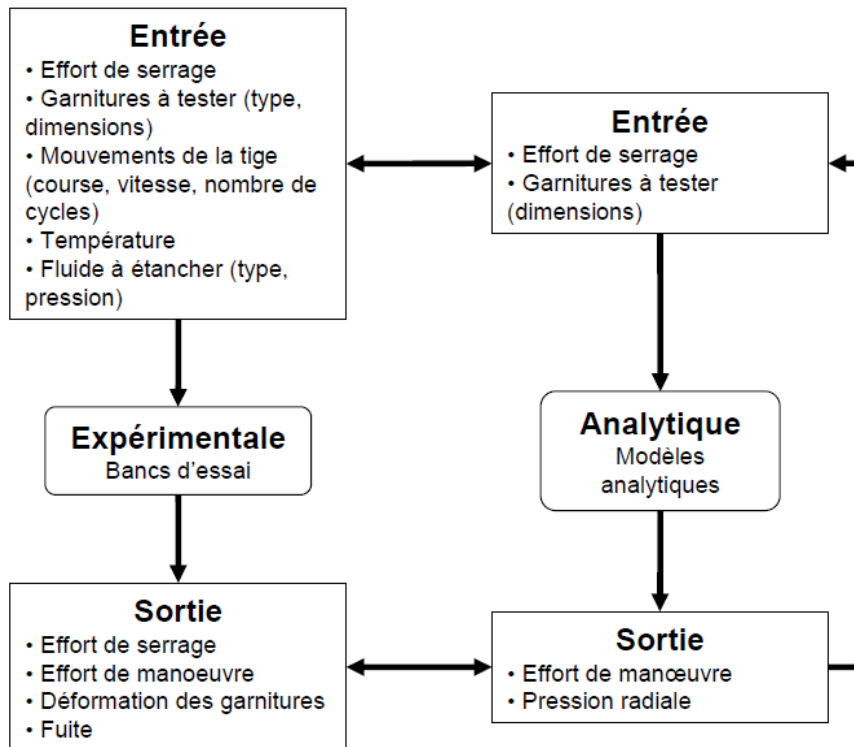 Entrée
• Effort de serrage
• Garnitures à tester (type,
dimensions)
• Mouvements de la tige
(course, vitesse, nombre de
cycles)
• Température
• Fluide à étancher (type,
pression)
Entrée
• Effort de serrage
• Garnitures à tester
(dimensions)
Expérimentale
Bancs d'essai
Analytique
Modèles
analytiques
Sortie
• Effort de serrage
• Effort de manoeuvre
• Déformation des garnitures
• Fuite
Sortie
• Effort de manœuvre
• Pression radiale